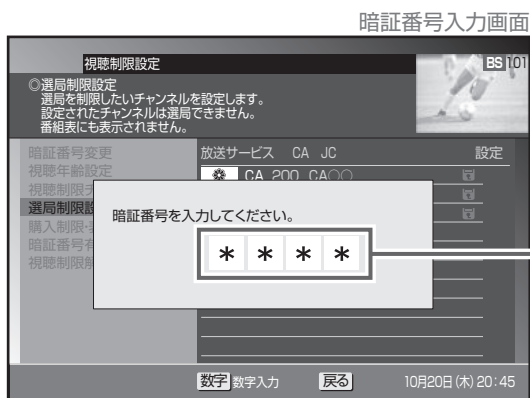 暗証番号入力画面
視聴制限設定
BS 101
◎選局制限設定
選局を制限したいチャンネルを設定します。
設定されたチャンネルは選局できません。
番組表にも表示されません。
暗証番号変更
放送サービス CA JC 設定
視聴年齢設定
CA 200 CA○○
視聴制限
選局制限設
暗証番号を入力してください。
購入制限
暗証番号
* * * *
視聴制限
数字 数字入力 戻る 10月20日(木)20:45